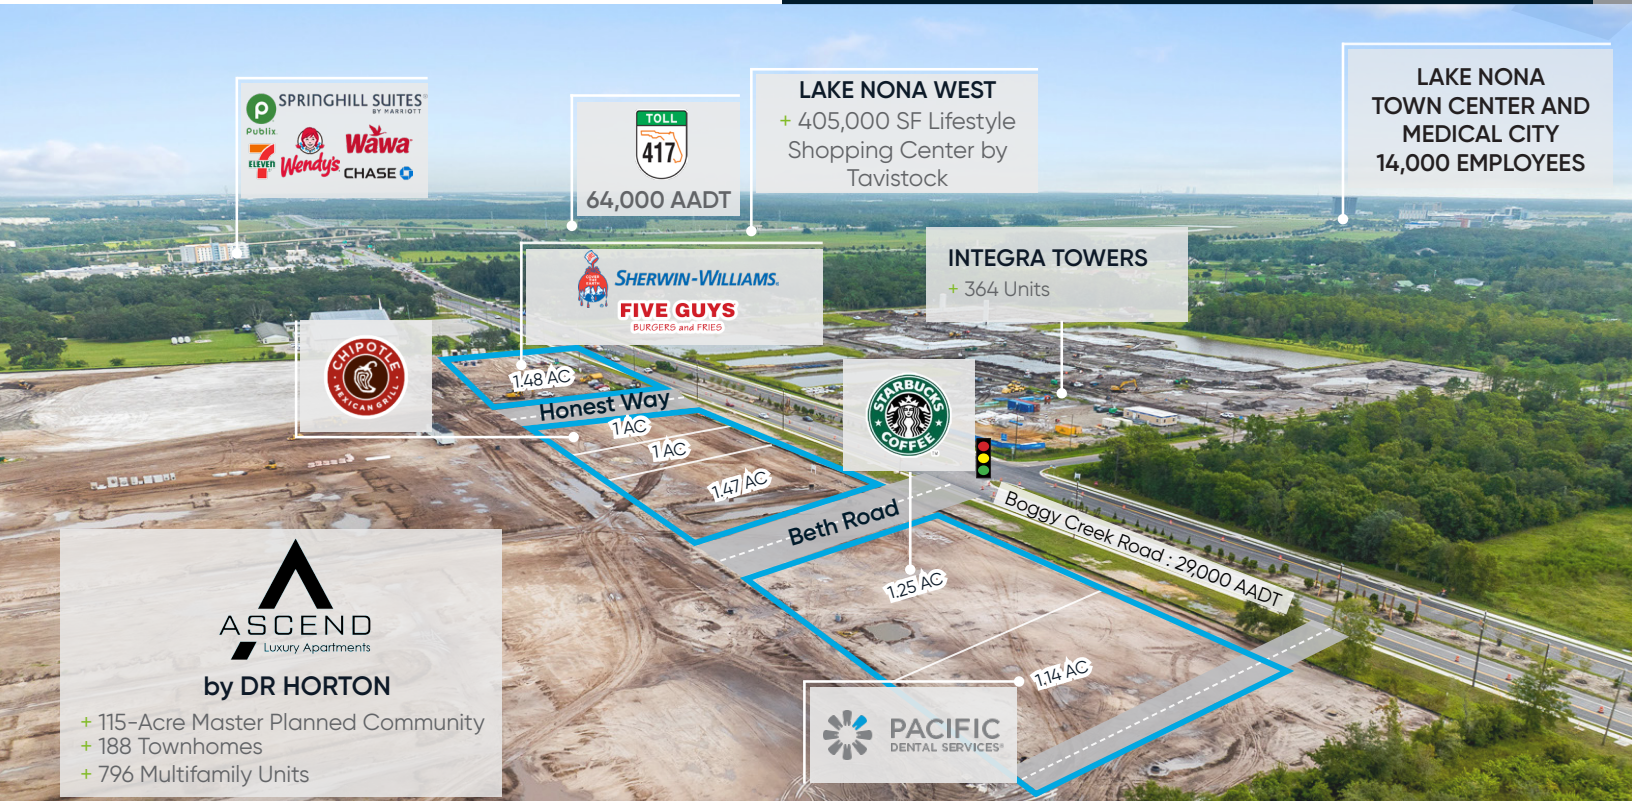 SPRINGHILL SUITES®
BY MARRIOTT
Publix
7
ELEVEN
Wendy's
Wawa
CHASE
TOLL
417
64,000 AADT
LAKE NONA WEST
+ 405,000 SF Lifestyle
Shopping Center by
Tavistock
LAKE NONA
TOWN CENTER AND
MEDICAL CITY
14,000 EMPLOYEES
COVER THE EARTH
SHERWIN-WILLIAMS.
FIVE GUYS
BURGERS and FRIES
INTEGRA TOWERS
+ 364 Units
CHIPOTLE
MEXICAN GRILL
STARBUCKS
COFFEE
TM
1.48 AC
Honest Way
1 AC
1 AC
1.47 AC
Beth Road
Boggy Creek Road : 29,000 AADT
1.25 AC
1.14 AC
ASCEND
Luxury Apartments
by DR HORTON
+ 115-Acre Master Planned Community
+ 188 Townhomes
+ 796 Multifamily Units
PACIFIC
DENTAL SERVICES®